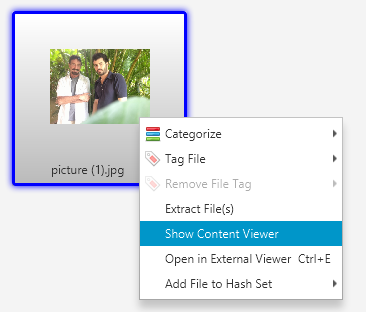 picture (1).jpg
Categorize
Tag File
Remove File Tag
Extract File(s)
Show Content Viewer
Open in External Viewer Ctrl+E
Add File to Hash Set